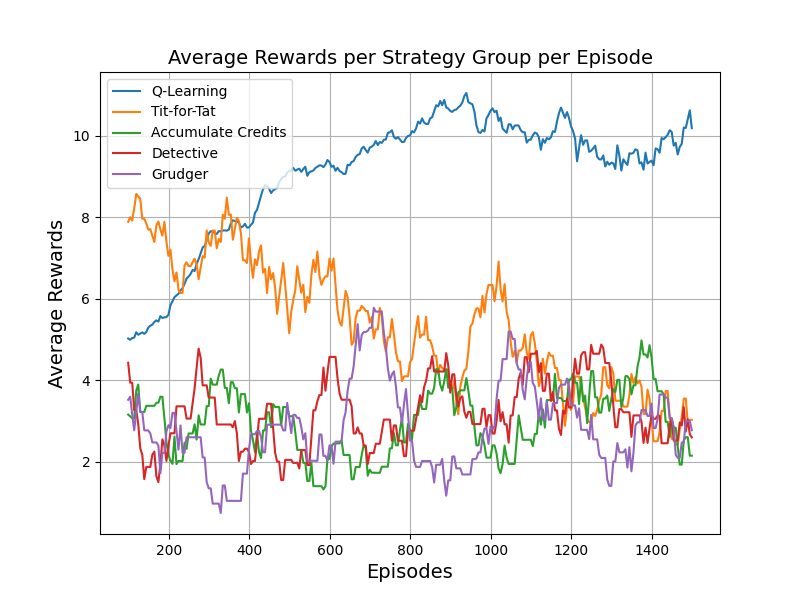 Average Rewards per Strategy Group per Episode
Q-Learning
Tit-for-Tat
Accumulate Credits
Detective
Grudger
Average Rewards
10
8
6
4
2
200 400 600 800 1000 1200 1400
Episodes